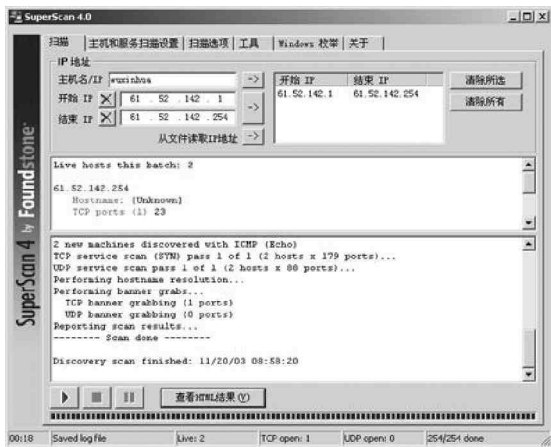 SuperScan 4.0
扫描 主机和服务扫描设置 扫描选项 工具 Windows 枚举 关于
IP 地址
主机名/IP wuxinhua ->
开始 IP X 61 . 52 . 142 . 1 ->
结束 IP X 61 . 52 . 142 . 254
从文件读取IP地址 ->
开始 IP 结束 IP
61.52.142.1 61.52.142.254
清除所选
清除所有
Live hosts this batch: 2
61.52.142.254
Hostname: [Unknown]
TCP ports (1) 23
2 new machines discovered with ICMP (Echo)
TCP service scan (SYN) pass 1 of 1 (2 hosts x 179 ports)...
UDP service scan pass 1 of 1 (2 hosts x 88 ports)...
Performing hostname resolution...
Performing banner grabs...
TCP banner grabbing (1 ports)
UDP banner grabbing (0 ports)
Reporting scan results...
-------- Scan done --------
Discovery scan finished: 11/20/03 08:58:20
查看HTML结果(V)
SuperScan 4 by Foundstone
00:18 Saved log file Live: 2 TCP open: 1 UDP open: 0 254/254 done